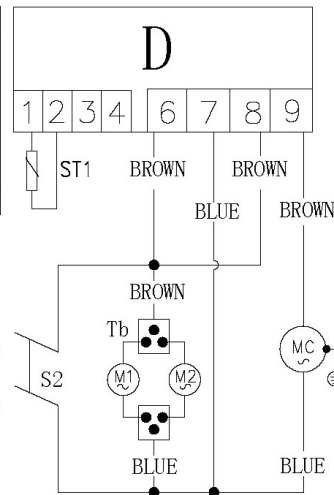 D
1 2 3 4 6 7 8 9
ST1
BROWN BROWN
BLUE BROWN
BROWN
Tb
MC
S2 M1 M2
BLUE BLUE